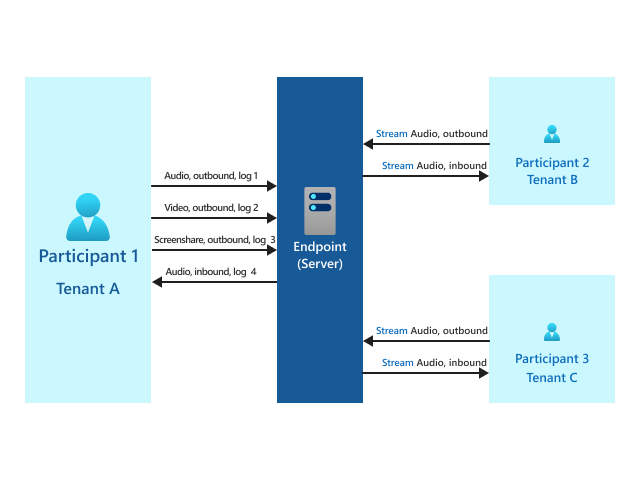 Audio, outbound, log 1
Video, outbound, log 2
Screenshare, outbound, log 3
Audio, inbound, log 4
Participant 1
Tenant A
Endpoint
(Server)
Stream Audio, outbound
Stream Audio, inbound
Participant 2
Tenant B
Stream Audio, outbound
Stream Audio, inbound
Participant 3
Tenant C